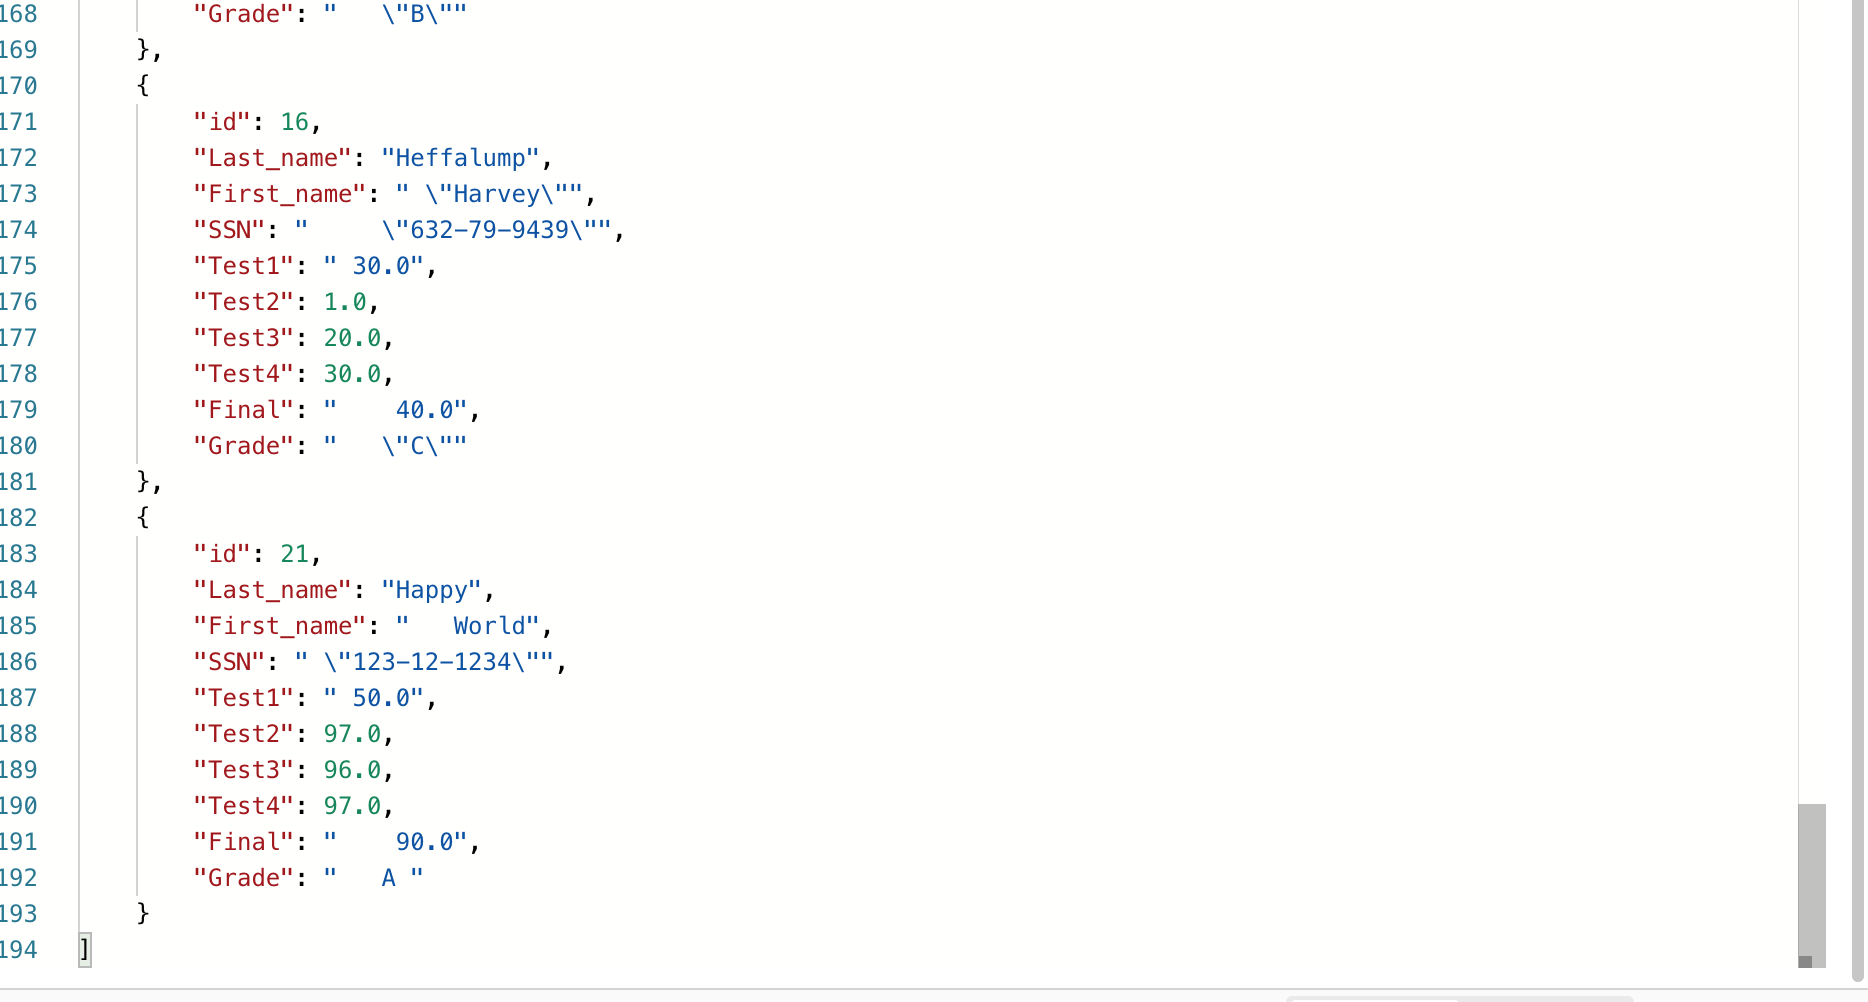 168 "Grade": "   \"B\""
169 },
170 {
171 "id": 16,
172 "Last_name": "Heffalump",
173 "First_name": " \"Harvey\"",
174 "SSN": "     \"632-79-9439\"",
175 "Test1": " 30.0",
176 "Test2": 1.0,
177 "Test3": 20.0,
178 "Test4": 30.0,
179 "Final": "    40.0",
180 "Grade": "   \"C\""
181 },
182 {
183 "id": 21,
184 "Last_name": "Happy",
185 "First_name": "   World",
186 "SSN": " \"123-12-1234\"",
187 "Test1": " 50.0",
188 "Test2": 97.0,
189 "Test3": 96.0,
190 "Test4": 97.0,
191 "Final": "    90.0",
192 "Grade": "   A "
193 }
194 ]